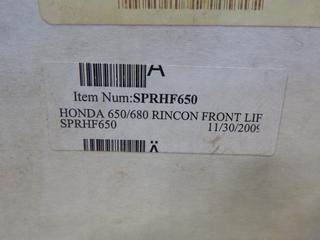 A
Item Num:SPRHF650
HONDA 650/680 RINCON FRONT LIF
SPRHF650 11/30/2009
Ä